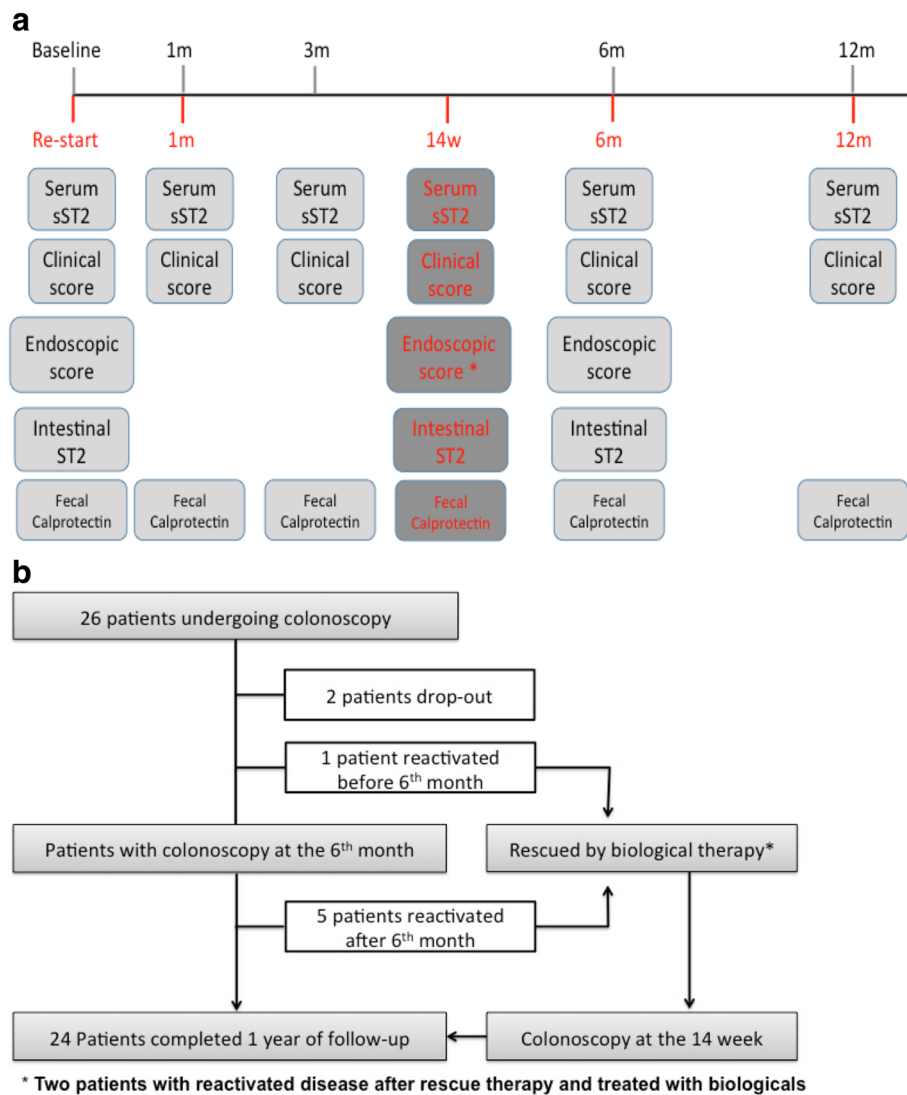 a
Baseline 1m 3m 6m 12m
Re-start 1m 14w 6m 12m
Serum Serum Serum Serum Serum Serum
sST2 sST2 sST2 sST2 sST2 sST2
Clinical Clinical Clinical Clinical Clinical Clinical
score score score score score score
Endoscopic Endoscopic Endoscopic
score score * score
Intestinal Intestinal Intestinal
ST2 ST2 ST2
Fecal Fecal Fecal Fecal Fecal Fecal
Calprotectin Calprotectin Calprotectin Calprotectin Calprotectin Calprotectin
b
26 patients undergoing colonoscopy
2 patients drop-out
1 patient reactivated
before 6th month
Patients with colonoscopy at the 6th month
Rescued by biological therapy*
5 patients reactivated
after 6th month
24 Patients completed 1 year of follow-up
Colonoscopy at the 14 week
* Two patients with reactivated disease after rescue therapy and treated with biologicals